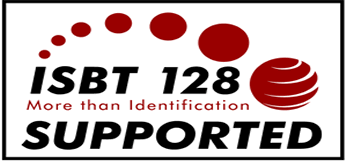 ISBT 128
More than Identification
SUPPORTED